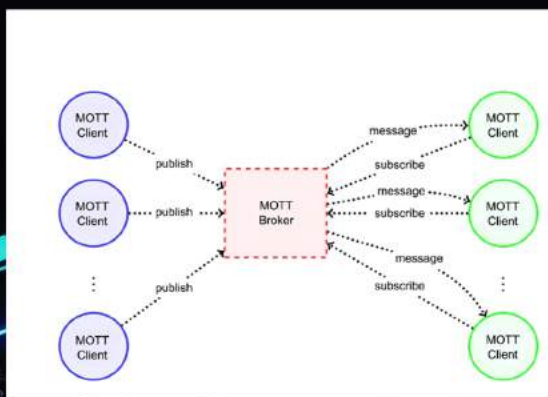 MOTT
Client
MOTT
Client
⋮
MOTT
Client
publish
publish
publish
MOTT
Broker
message
subscribe
message
subscribe
message
subscribe
MOTT
Client
MOTT
Client
⋮
MOTT
Client